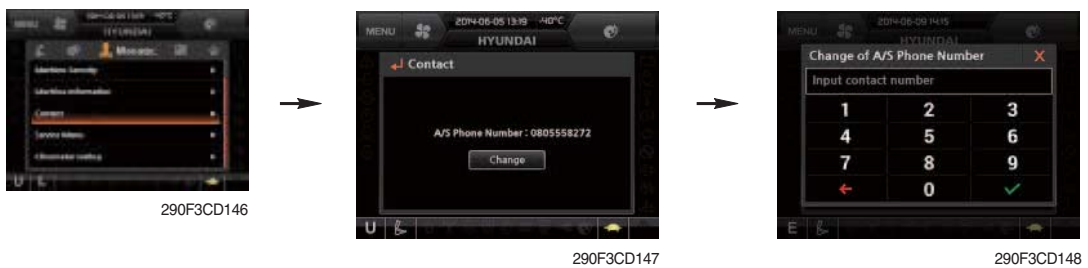 MENU
HYUNDAI
Machine Security
Machine Information
Contact
Service Menu
Clinometer setting
U
290F3CD146
MENU 2014-06-05 13:19 -40°C
HYUNDAI
Contact
A/S Phone Number : 0805558272
Change
U
290F3CD147
MENU 2014-06-09 14:15
HYUNDAI
Change of A/S Phone Number X
Input contact number
1 2 3
4 5 6
7 8 9
0
E
290F3CD148